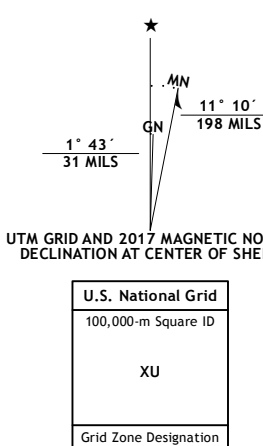 ★
MN
11° 10´
198 MILS
GN
1° 43´
31 MILS
UTM GRID AND 2017 MAGNETIC NO
DECLINATION AT CENTER OF SHE
U.S. National Grid
100,000-m Square ID
XU
Grid Zone Designation